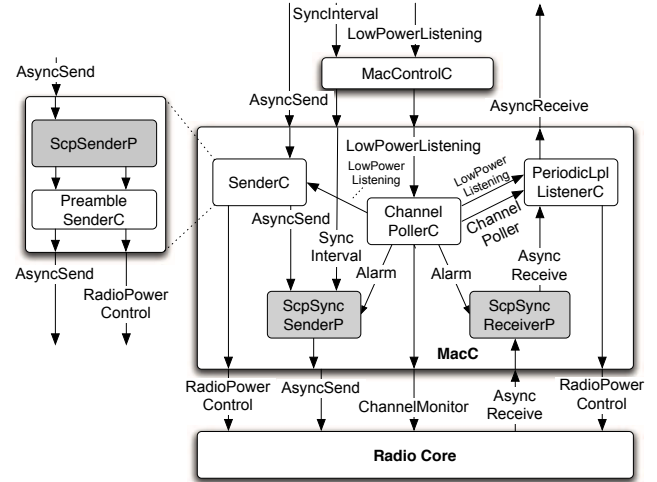 SyncInterval
LowPowerListening
MacControlC
AsyncSend
AsyncSend
AsyncReceive
ScpSenderP
Preamble
SenderC
AsyncSend
RadioPower
Control
LowPowerListening
LowPower
Listening
LowPower
Listening
SenderC
PeriodicLpl
ListenerC
Channel
PollerC
Channel
Poller
AsyncSend
Sync
Interval
Alarm
Alarm
Async
Receive
ScpSync
SenderP
ScpSync
ReceiverP
MacC
RadioPower
Control
AsyncSend
ChannelMonitor
Async
Receive
RadioPower
Control
Radio Core